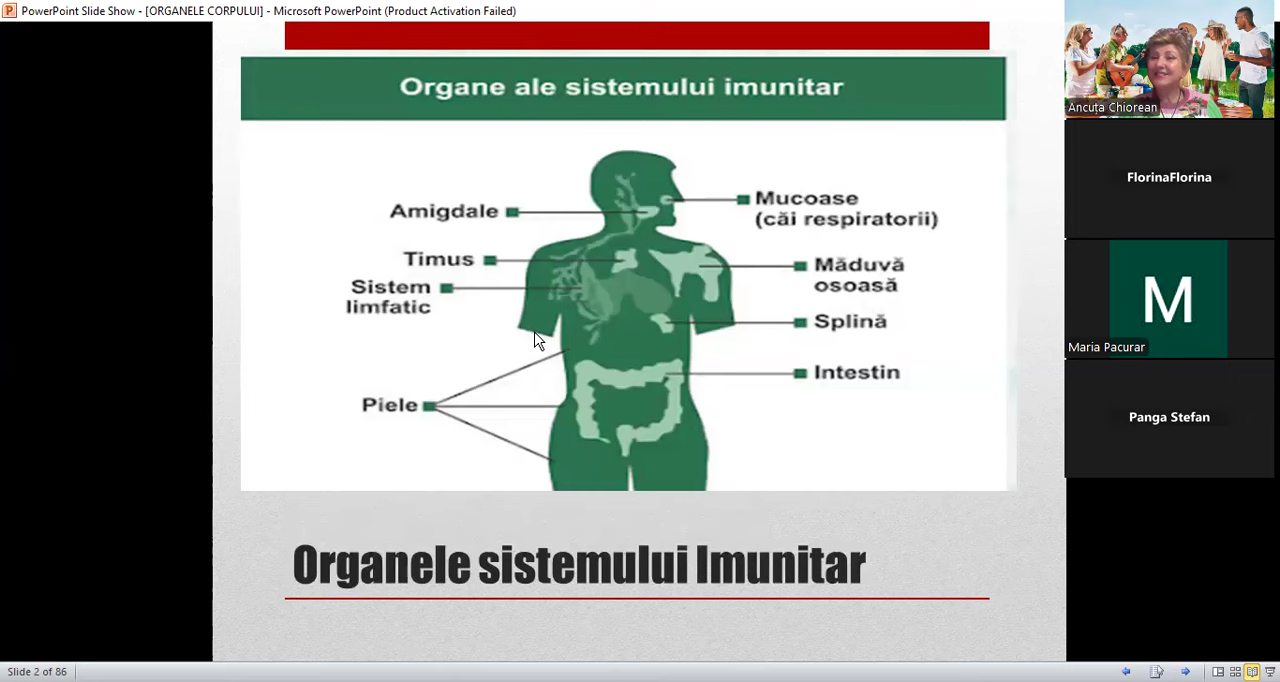 PowerPoint Slide Show - [ORGANELE CORPULUI] - Microsoft PowerPoint (Product Activation Failed)
Organe ale sistemului imunitar
Amigdale
Timus
Sistem
limfatic
Piele
Mucoase
(căi respiratorii)
Măduvă
osoasă
Splină
Intestin
Organele sistemului Imunitar
Ancuța Chiorean
FlorinaFlorina
M
Maria Pacurar
Panga Stefan
Slide 2 of 86